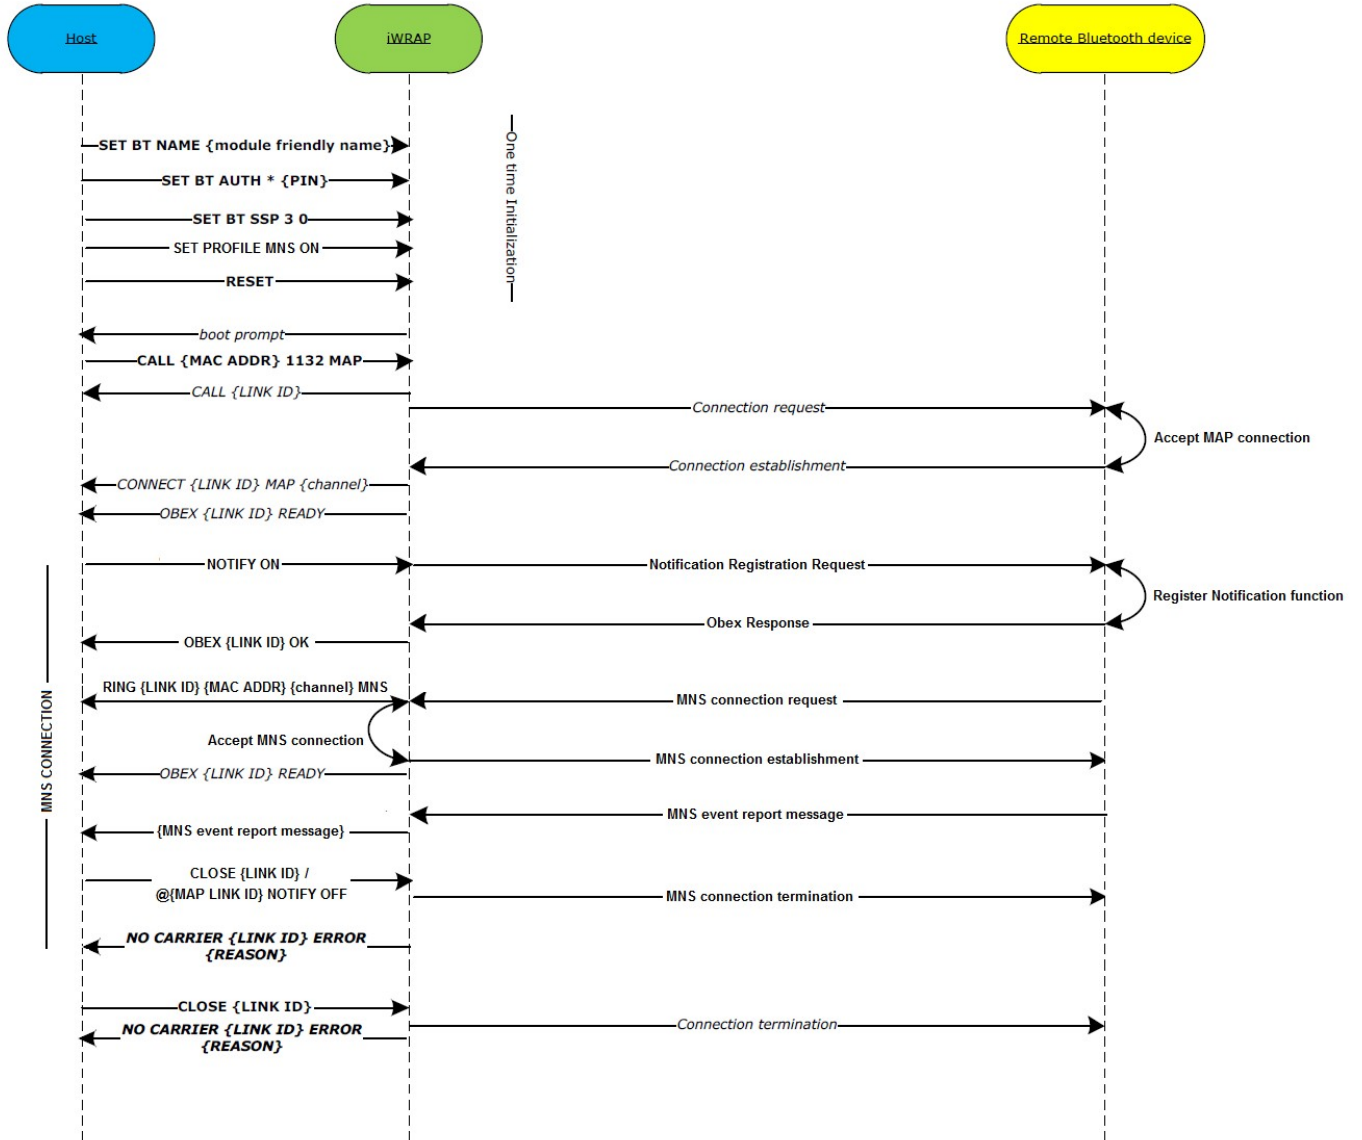 Host
iWRAP
Remote Bluetooth device
One time Initialization
SET BT NAME {module friendly name}
SET BT AUTH * {PIN}
SET BT SSP 3 0
SET PROFILE MNS ON
RESET
boot prompt
CALL {MAC ADDR} 1132 MAP
CALL {LINK ID}
Connection request
Accept MAP connection
Connection establishment
CONNECT {LINK ID} MAP {channel}
OBEX {LINK ID} READY
MNS CONNECTION
NOTIFY ON
Notification Registration Request
Register Notification function
Obex Response
OBEX {LINK ID} OK
RING {LINK ID} {MAC ADDR} {channel} MNS
MNS connection request
Accept MNS connection
MNS connection establishment
OBEX {LINK ID} READY
MNS event report message
{MNS event report message}
CLOSE {LINK ID} /
@{MAP LINK ID} NOTIFY OFF
MNS connection termination
NO CARRIER {LINK ID} ERROR
{REASON}
CLOSE {LINK ID}
Connection termination
NO CARRIER {LINK ID} ERROR
{REASON}